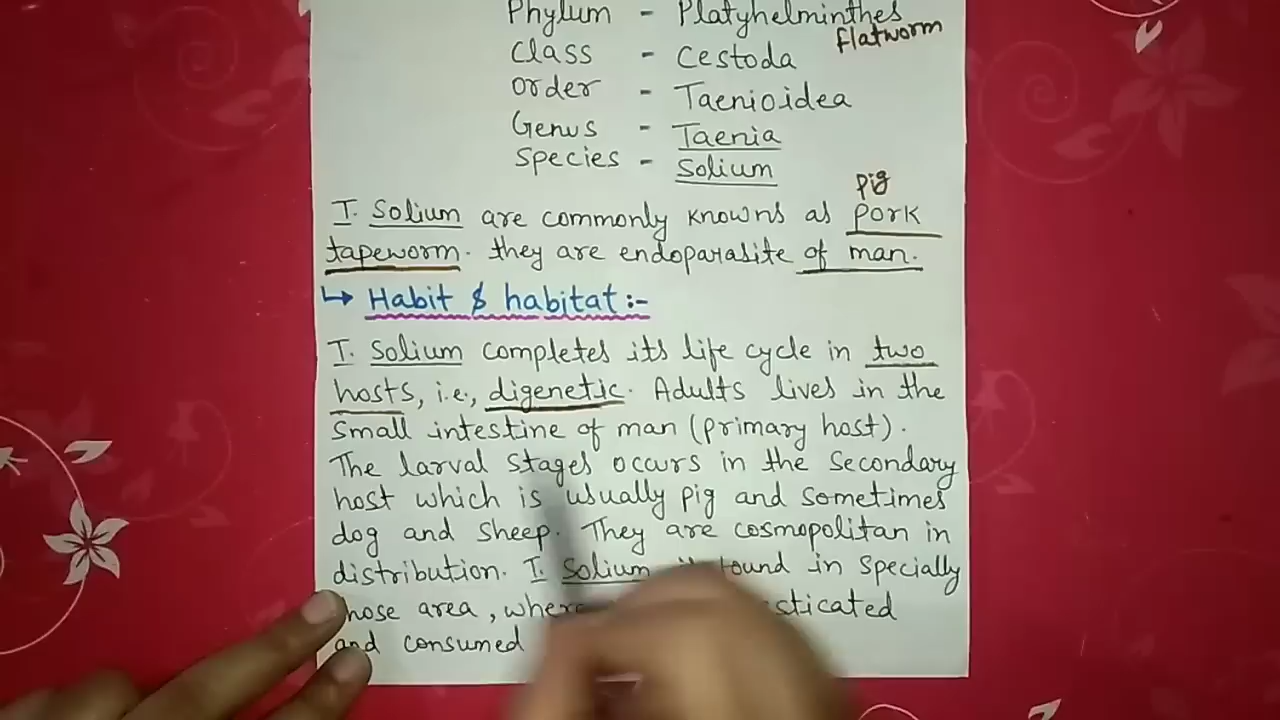 Phylum - Platyhelminthes
flatworm
Class - Cestoda
Order - Taenioidea
Genus - Taenia
Species - Solium
pig
T. Solium are commonly knowns as pork
tapeworm. they are endoparasite of man.
↳ Habit & habitat :-
T. Solium completes its life cycle in two
hosts, i.e., digenetic. Adults lives in the
Small intestine of man (primary host).
The larval stages occurs in the Secondary
host which is usually pig and sometimes
dog and sheep. They are cosmopolitan in
distribution. T. Solium found in Specially
area,
and consumed